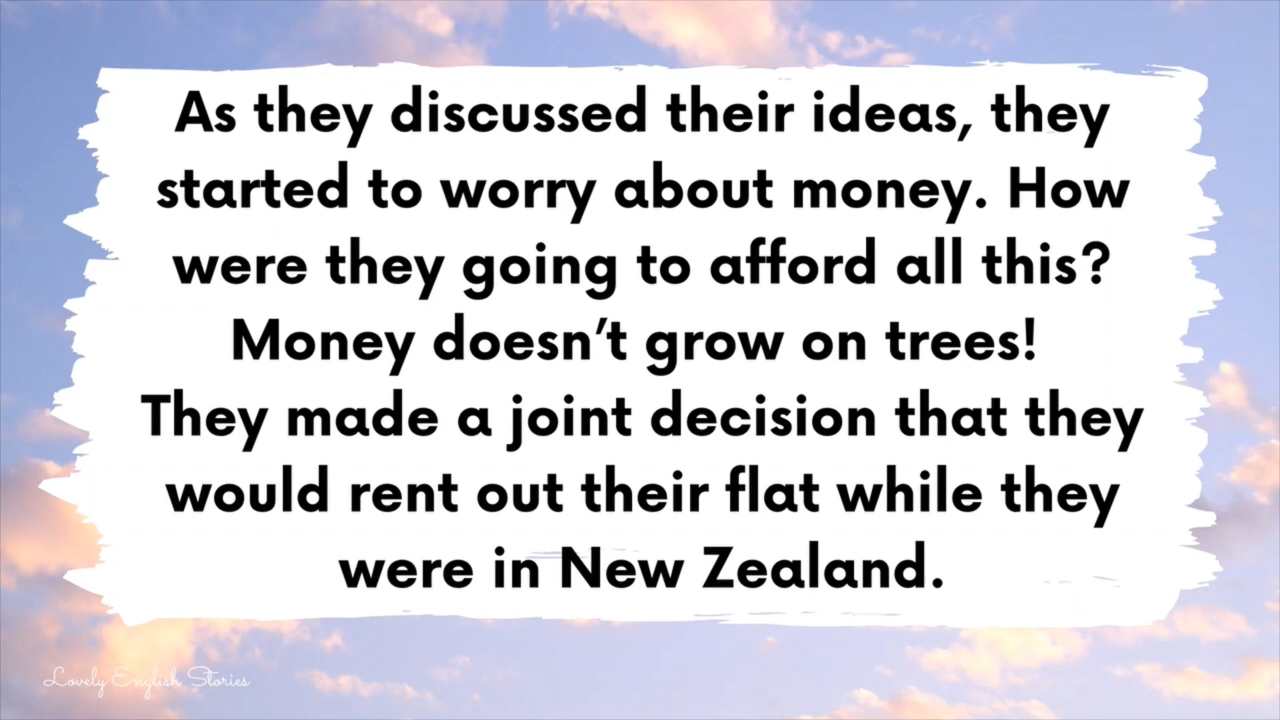 As they discussed their ideas, they
started to worry about money. How
were they going to afford all this?
Money doesn’t grow on trees!
They made a joint decision that they
would rent out their flat while they
were in New Zealand.
Lovely English Stories